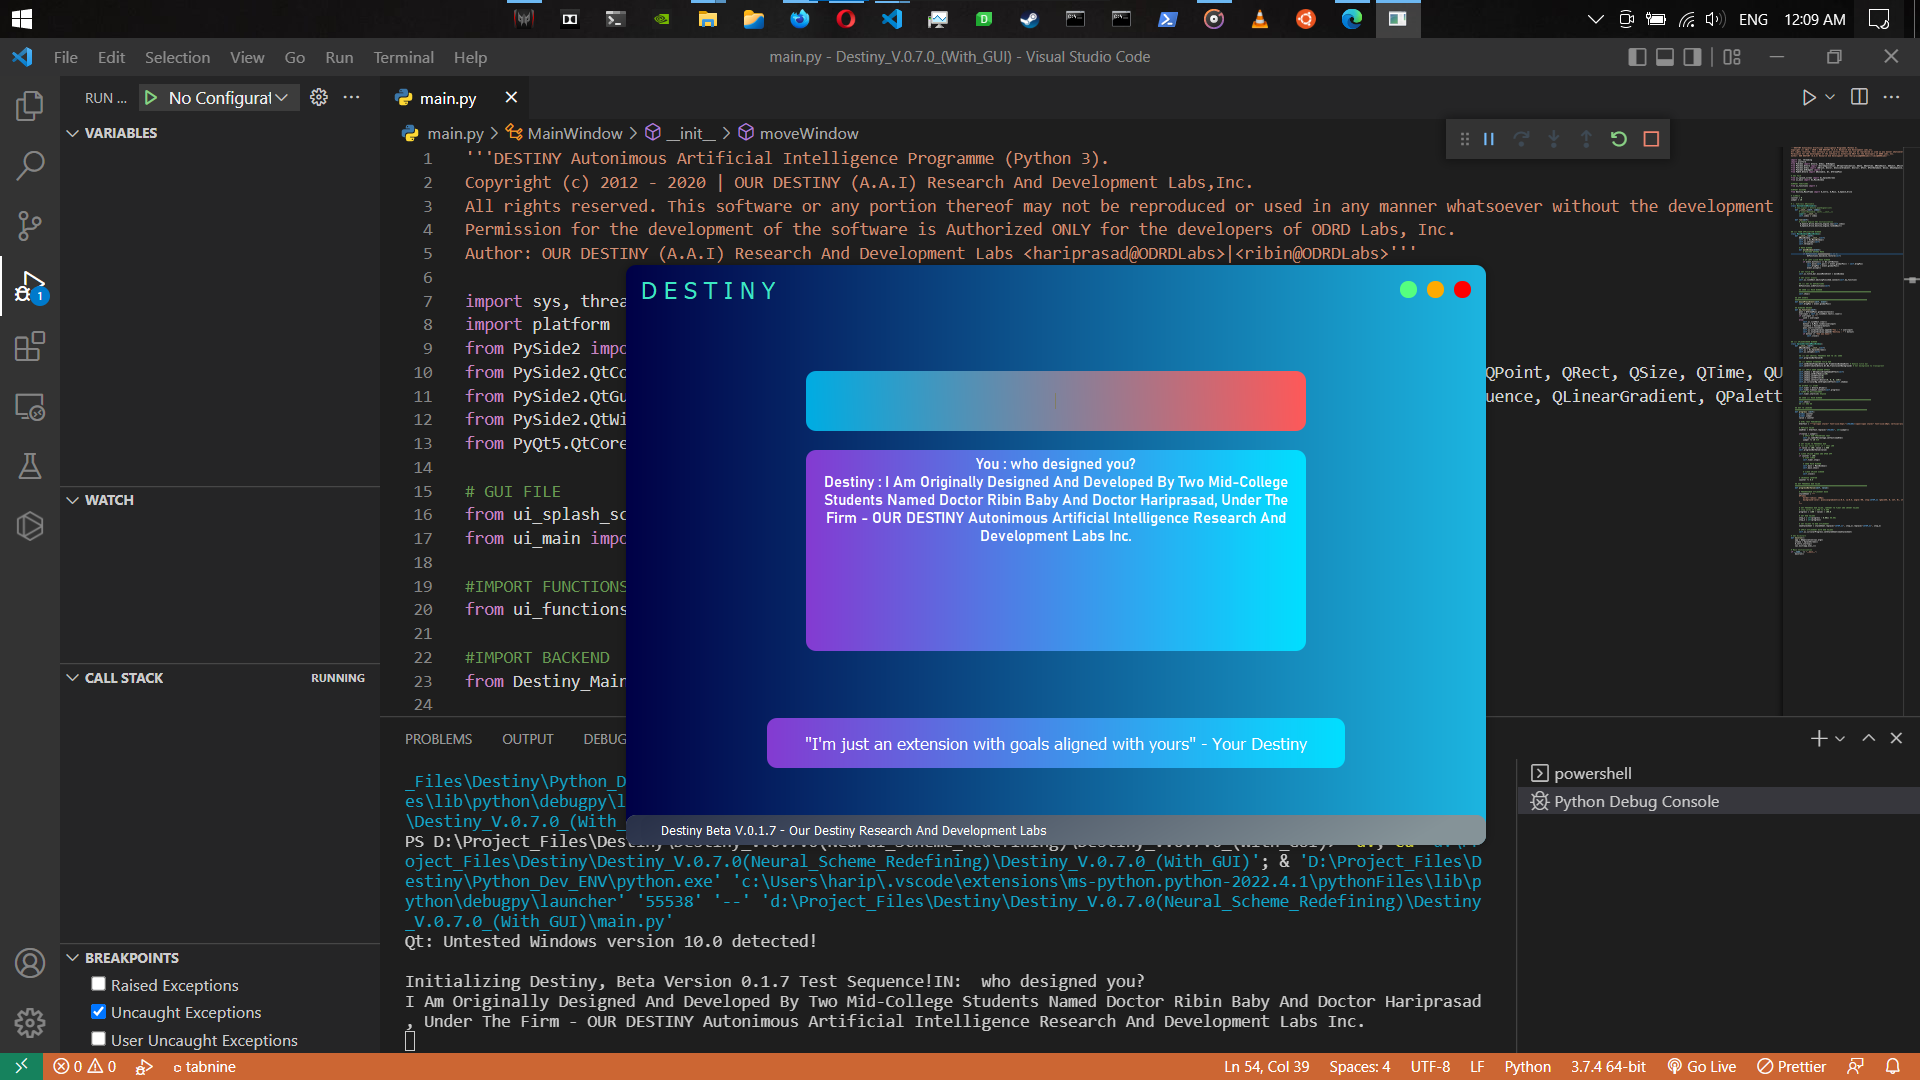 ENG 12:09 AM
File Edit Selection View Go Run Terminal Help
main.py - Destiny_V.0.7.0_(With_GUI) - Visual Studio Code
RUN ... No Configurat
main.py
VARIABLES
main.py > MainWindow > __init__ > moveWindow
1 '''DESTINY Autonimous Artificial Intelligence Programme (Python 3).
2 Copyright (c) 2012 - 2020 | OUR DESTINY (A.A.I) Research And Development Labs,Inc.
3 All rights reserved. This software or any portion thereof may not be reproduced or used in any manner whatsoever without the development
4 Permission for the development of the software is Authorized ONLY for the developers of ODRD Labs, Inc.
5 Author: OUR DESTINY (A.A.I) Research And Development Labs <hariprasad@ODRDLabs>|<ribin@ODRDLabs>'''
6
7 import sys, threa
8 import platform
9 from PySide2 impo
10 from PySide2.QtCo QPoint, QRect, QSize, QTime, QU
11 from PySide2.QtGu uence, QLinearGradient, QPalett
12 from PySide2.QtWi
13 from PyQt5.QtCore
14
15 # GUI FILE
16 from ui_splash_sc
17 from ui_main impo
18
19 #IMPORT FUNCTIONS
20 from ui_functions
21
22 #IMPORT BACKEND
23 from Destiny_Main
24
WATCH
CALL STACK RUNNING
BREAKPOINTS
Raised Exceptions
Uncaught Exceptions
User Uncaught Exceptions
DESTINY
You : who designed you?
Destiny : I Am Originally Designed And Developed By Two Mid-College
Students Named Doctor Ribin Baby And Doctor Hariprasad, Under The
Firm - OUR DESTINY Autonimous Artificial Intelligence Research And
Development Labs Inc.
"I'm just an extension with goals aligned with yours" - Your Destiny
Destiny Beta V.0.1.7 - Our Destiny Research And Development Labs
PROBLEMS OUTPUT DEBUG
powershell
Python Debug Console
_Files\Destiny\Python_D
es\lib\python\debugpy\l
\Destiny_V.0.7.0_(With_
PS D:\Project_Files\Destiny\Destiny_V.0.7.0(Neural_Scheme_Redefining)\Destiny_V.0.7.0_(With_GUI)>
oject_Files\Destiny\Destiny_V.0.7.0(Neural_Scheme_Redefining)\Destiny_V.0.7.0_(With_GUI)'; & 'D:\Project_Files\D
estiny\Python_Dev_ENV\python.exe' 'c:\Users\harip\.vscode\extensions\ms-python.python-2022.4.1\pythonFiles\lib\p
ython\debugpy\launcher' '55538' '--' 'd:\Project_Files\Destiny\Destiny_V.0.7.0(Neural_Scheme_Redefining)\Destiny
_V.0.7.0_(With_GUI)\main.py'
Qt: Untested Windows version 10.0 detected!
Initializing Destiny, Beta Version 0.1.7 Test Sequence!IN:  who designed you?
I Am Originally Designed And Developed By Two Mid-College Students Named Doctor Ribin Baby And Doctor Hariprasad
, Under The Firm - OUR DESTINY Autonimous Artificial Intelligence Research And Development Labs Inc.
0 0 tabnine Ln 54, Col 39 Spaces: 4 UTF-8 LF Python 3.7.4 64-bit Go Live Prettier